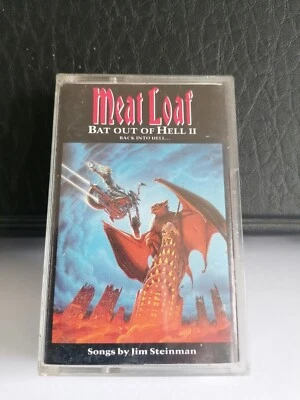 Meat Loaf
BAT OUT OF HELL II
BACK INTO HELL...
Songs by Jim Steinman